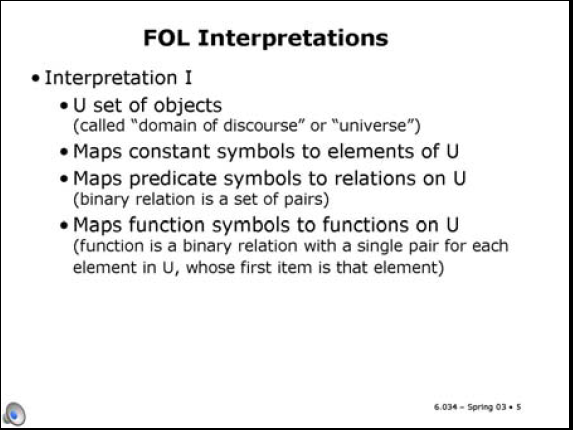 FOL Interpretations
• Interpretation I
• U set of objects
(called “domain of discourse” or “universe”)
• Maps constant symbols to elements of U
• Maps predicate symbols to relations on U
(binary relation is a set of pairs)
• Maps function symbols to functions on U
(function is a binary relation with a single pair for each
element in U, whose first item is that element)
6.034 – Spring 03 • 5